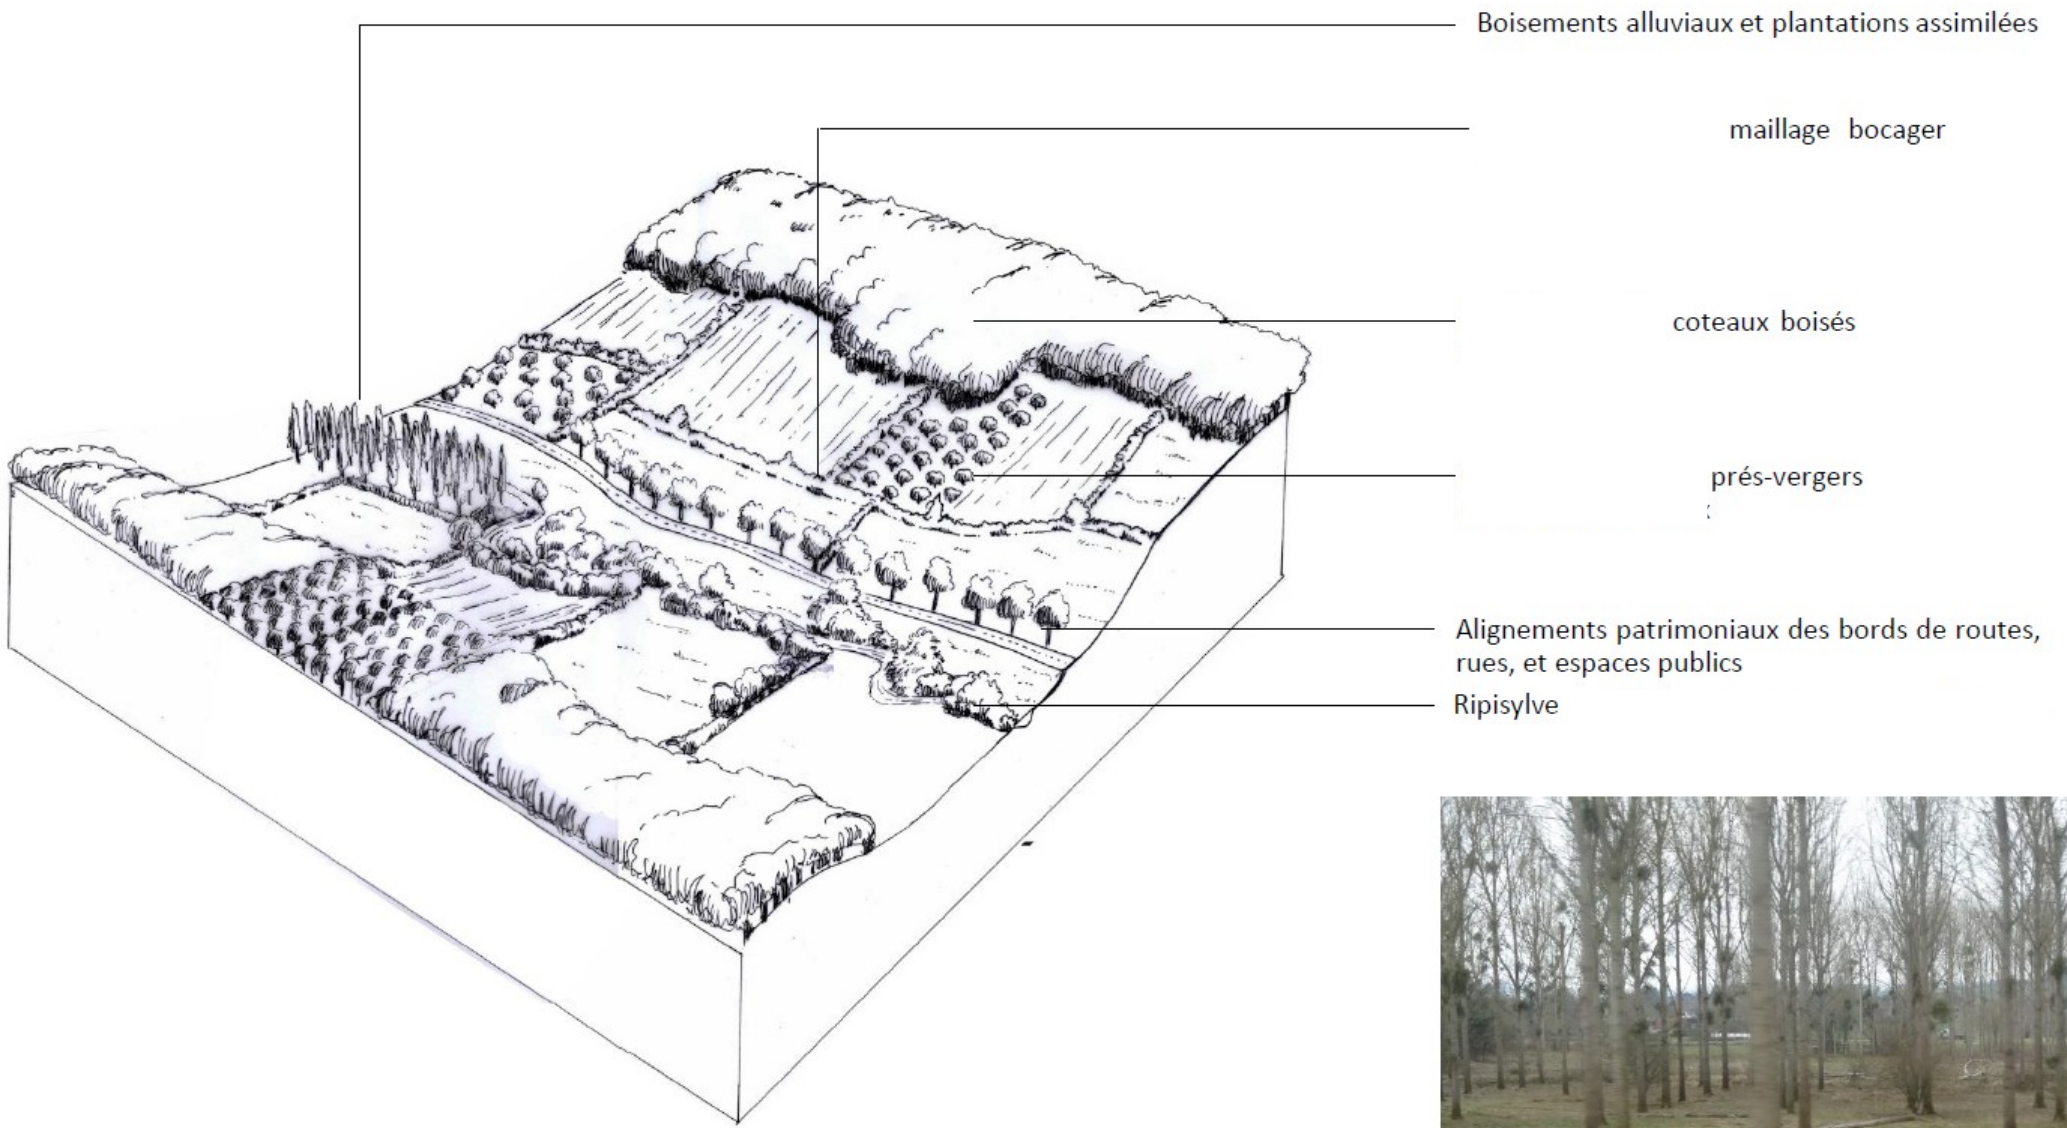 Boisements alluviaux et plantations assimilées
maillage bocager
coteaux boisés
prés-vergers
Alignements patrimoniaux des bords de routes,
rues, et espaces publics
Ripisylve